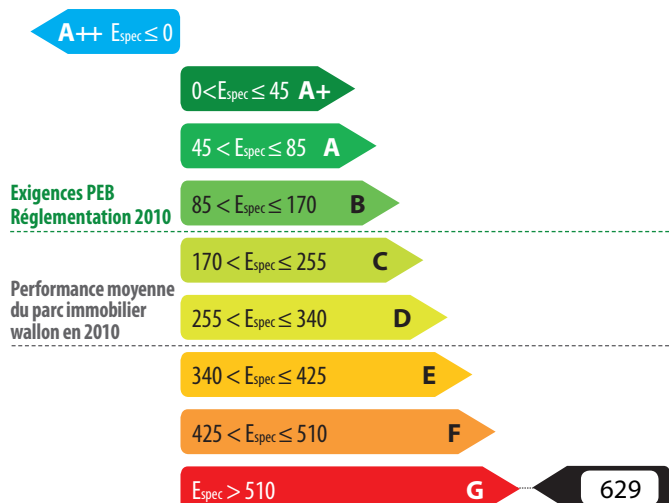 A++ Espec ≤ 0
0<Espec ≤ 45 A+
45 < Espec ≤ 85 A
Exigences PEB
Réglementation 2010
85 < Espec ≤ 170 B
170 < Espec ≤ 255 C
Performance moyenne
du parc immobilier
wallon en 2010
255 < Espec ≤ 340 D
340 < Espec ≤ 425 E
425 < Espec ≤ 510 F
Espec > 510 G
629